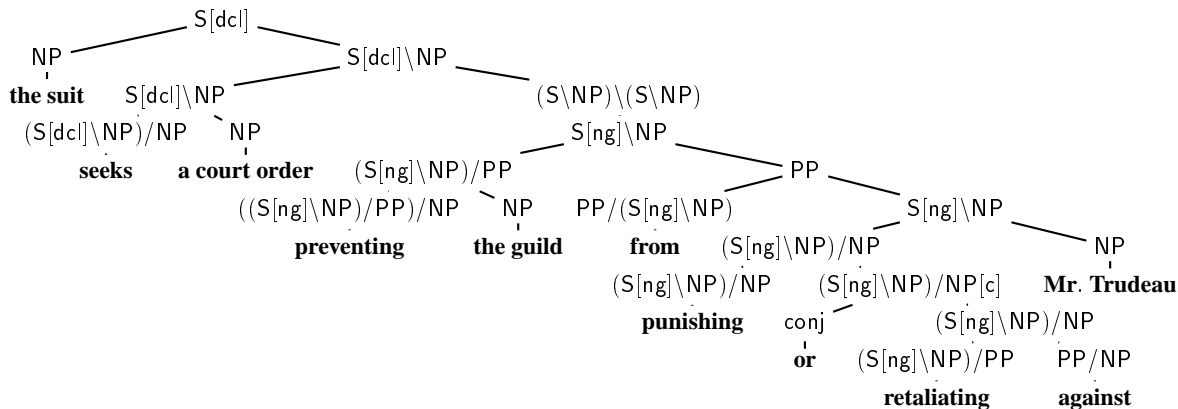 S[dcl]
NP S[dcl]\NP
the suit S[dcl]\NP (S\NP)\(S\NP)
(S[dcl]\NP)/NP NP S[ng]\NP
seeks a court order (S[ng]\NP)/PP PP
((S[ng]\NP)/PP)/NP NP PP/(S[ng]\NP) S[ng]\NP
preventing the guild from (S[ng]\NP)/NP NP
(S[ng]\NP)/NP (S[ng]\NP)/NP[c] Mr. Trudeau
punishing conj (S[ng]\NP)/NP
or (S[ng]\NP)/PP PP/NP
retaliating against